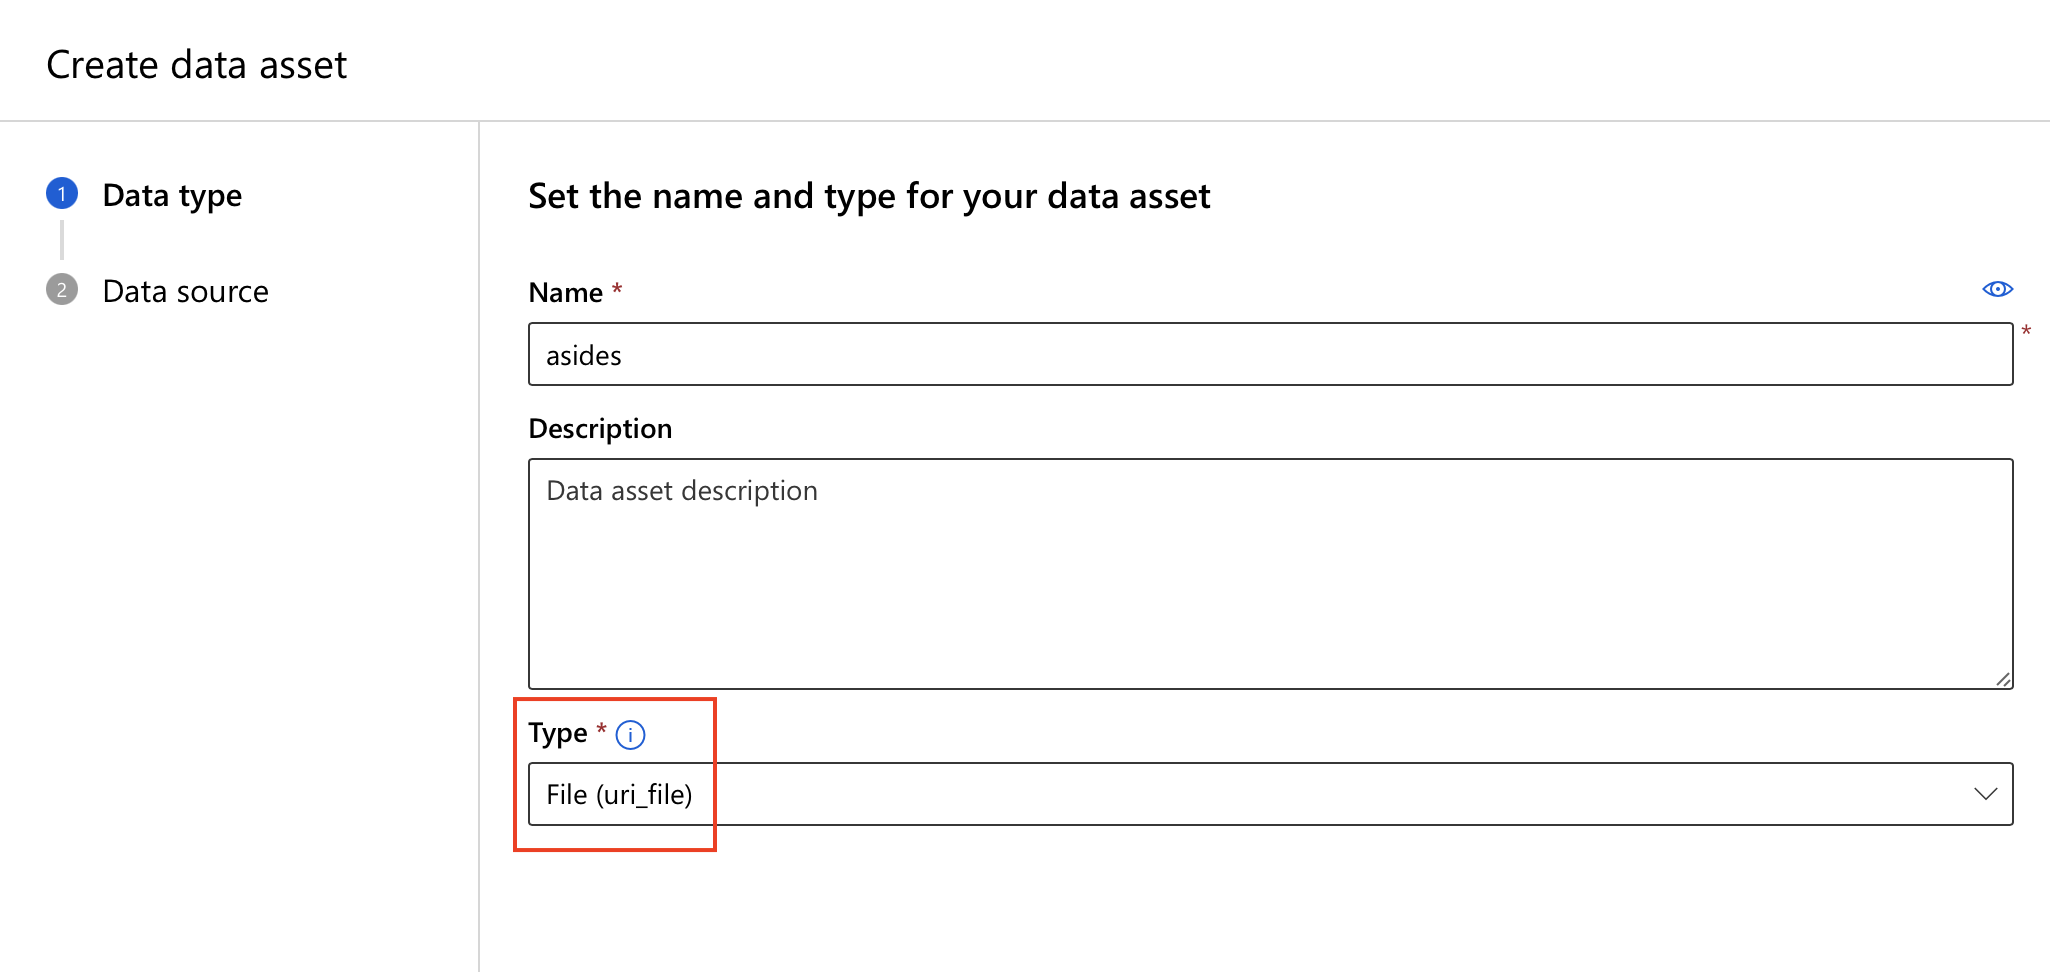 Create data asset
1 Data type
2 Data source
Set the name and type for your data asset
Name *
asides
*
Description
Data asset description
Type * i
File (uri_file)